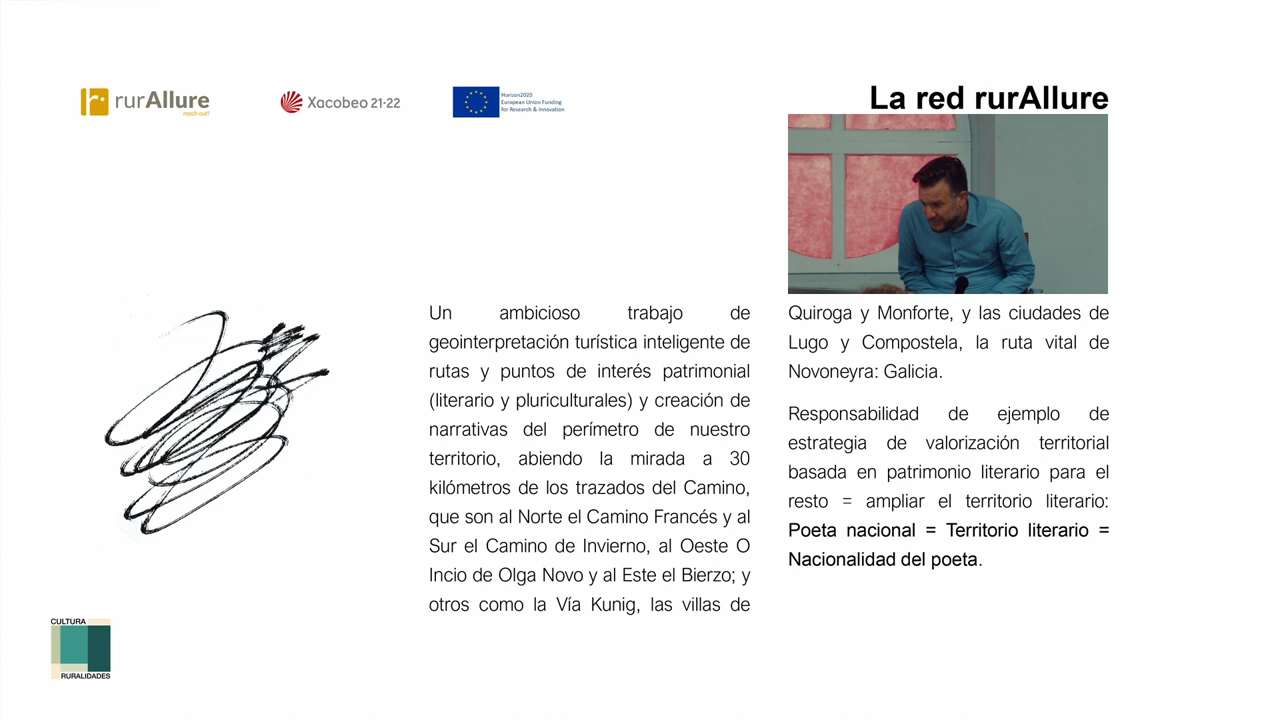 rurAllure
reach out!
Xacobeo 21·22
Horizon2020
European Union Funding
for Research & Innovation
La red rurAllure
Un ambicioso trabajo de
geointerpretación turística inteligente de
rutas y puntos de interés patrimonial
(literario y pluriculturales) y creación de
narrativas del perímetro de nuestro
territorio, abiendo la mirada a 30
kilómetros de los trazados del Camino,
que son al Norte el Camino Francés y al
Sur el Camino de Invierno, al Oeste O
Incio de Olga Novo y al Este el Bierzo; y
otros como la Vía Kunig, las villas de
Quiroga y Monforte, y las ciudades de
Lugo y Compostela, la ruta vital de
Novoneyra: Galicia.
Responsabilidad de ejemplo de
estrategia de valorización territorial
basada en patrimonio literario para el
resto = ampliar el territorio literario:
Poeta nacional = Territorio literario =
Nacionalidad del poeta.
CULTURA
RURALIDADES